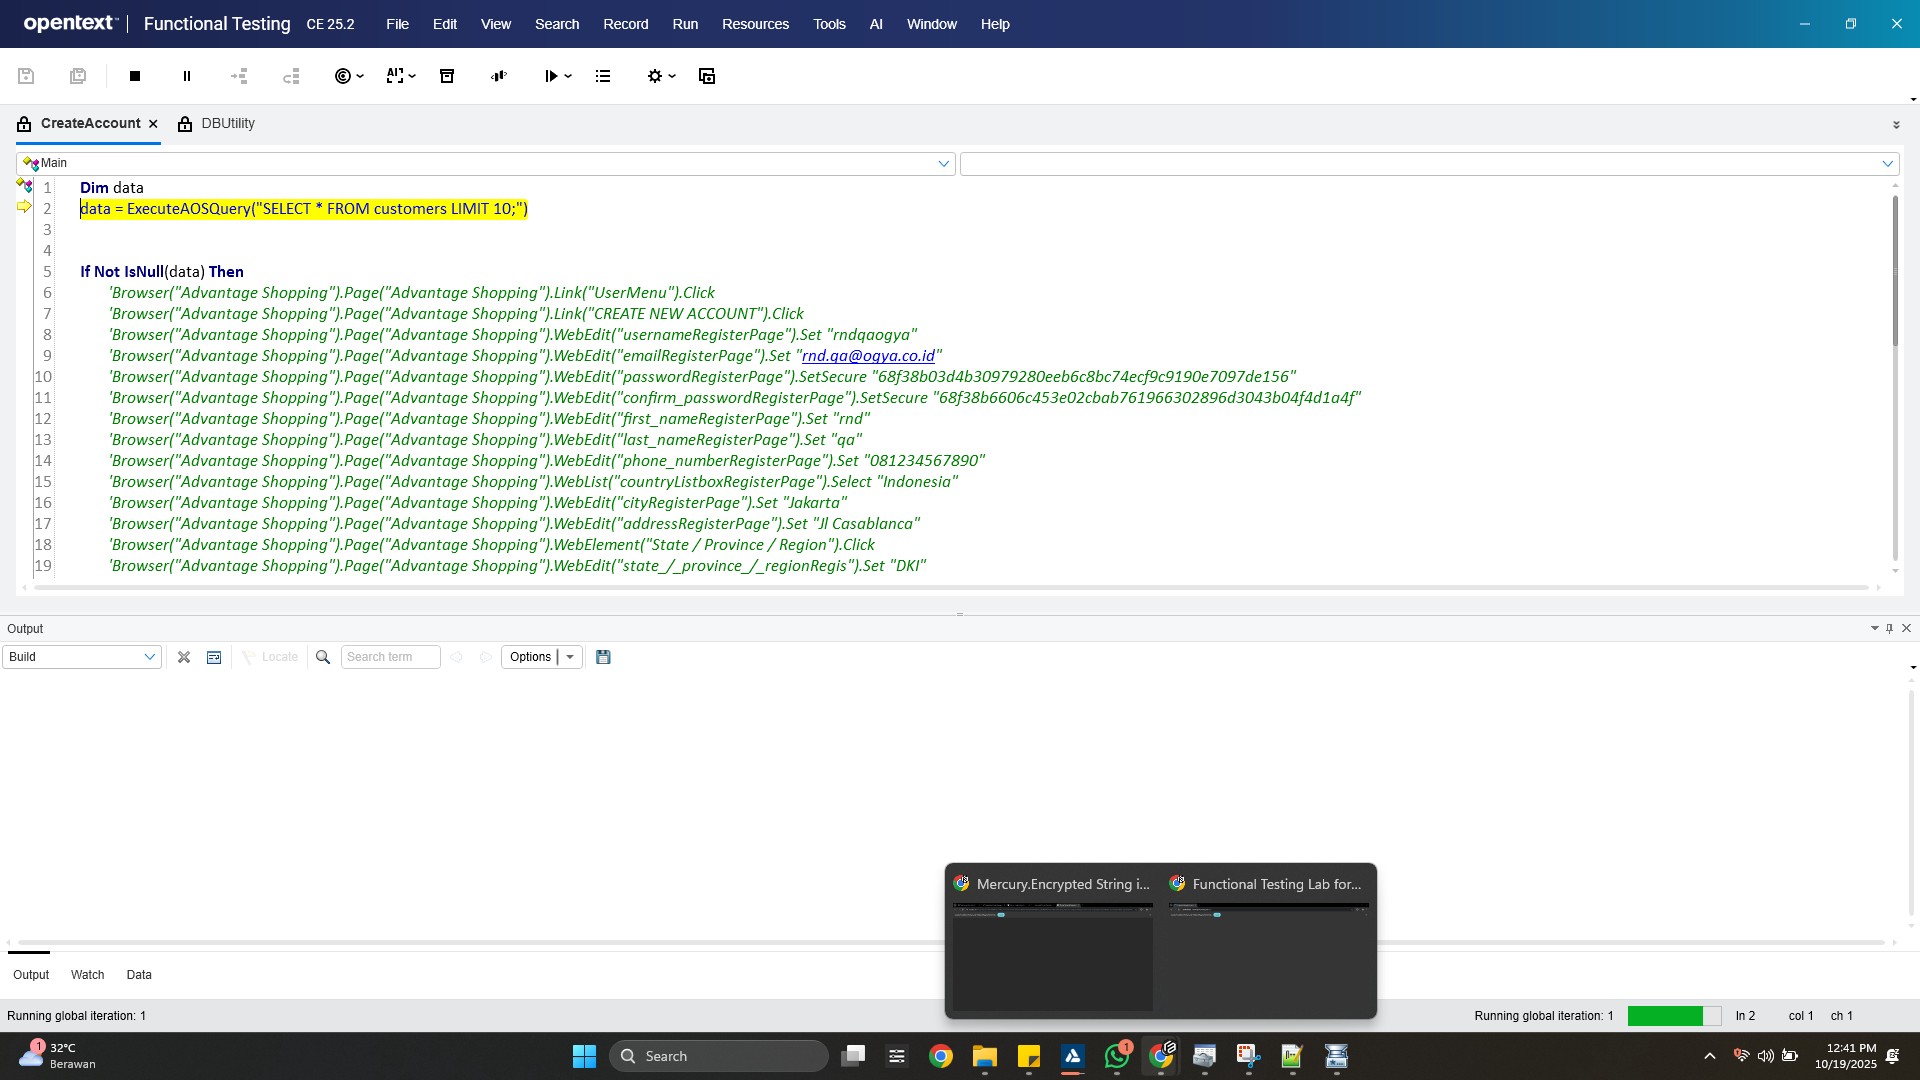 opentext™ | Functional Testing CE 25.2 File Edit View Search Record Run Resources Tools AI Window Help
CreateAccount DBUtility
Main
1 Dim data
2 data = ExecuteAOSQuery("SELECT * FROM customers LIMIT 10;")
3
4
5 If Not IsNull(data) Then
6 'Browser("Advantage Shopping").Page("Advantage Shopping").Link("UserMenu").Click
7 'Browser("Advantage Shopping").Page("Advantage Shopping").Link("CREATE NEW ACCOUNT").Click
8 'Browser("Advantage Shopping").Page("Advantage Shopping").WebEdit("usernameRegisterPage").Set "rndqaogya"
9 'Browser("Advantage Shopping").Page("Advantage Shopping").WebEdit("emailRegisterPage").Set "rnd.qa@ogya.co.id"
10 'Browser("Advantage Shopping").Page("Advantage Shopping").WebEdit("passwordRegisterPage").SetSecure "68f38b03d4b30979280eeb6c8bc74ecf9c9190e7097de156"
11 'Browser("Advantage Shopping").Page("Advantage Shopping").WebEdit("confirm_passwordRegisterPage").SetSecure "68f38b6606c453e02cbab761966302896d3043b04f4d1a4f"
12 'Browser("Advantage Shopping").Page("Advantage Shopping").WebEdit("first_nameRegisterPage").Set "rnd"
13 'Browser("Advantage Shopping").Page("Advantage Shopping").WebEdit("last_nameRegisterPage").Set "qa"
14 'Browser("Advantage Shopping").Page("Advantage Shopping").WebEdit("phone_numberRegisterPage").Set "081234567890"
15 'Browser("Advantage Shopping").Page("Advantage Shopping").WebList("countryListboxRegisterPage").Select "Indonesia"
16 'Browser("Advantage Shopping").Page("Advantage Shopping").WebEdit("cityRegisterPage").Set "Jakarta"
17 'Browser("Advantage Shopping").Page("Advantage Shopping").WebEdit("addressRegisterPage").Set "Jl Casablanca"
18 'Browser("Advantage Shopping").Page("Advantage Shopping").WebElement("State / Province / Region").Click
19 'Browser("Advantage Shopping").Page("Advantage Shopping").WebEdit("state_/_province_/_regionRegis").Set "DKI"
Output
Build Locate Search term Options
Mercury.Encrypted String i... Functional Testing Lab for...
Output Watch Data
Running global iteration: 1 Running global iteration: 1 ln 2 col 1 ch 1
1 32°C
Berawan
Search
1
12:41 PM
10/19/2025